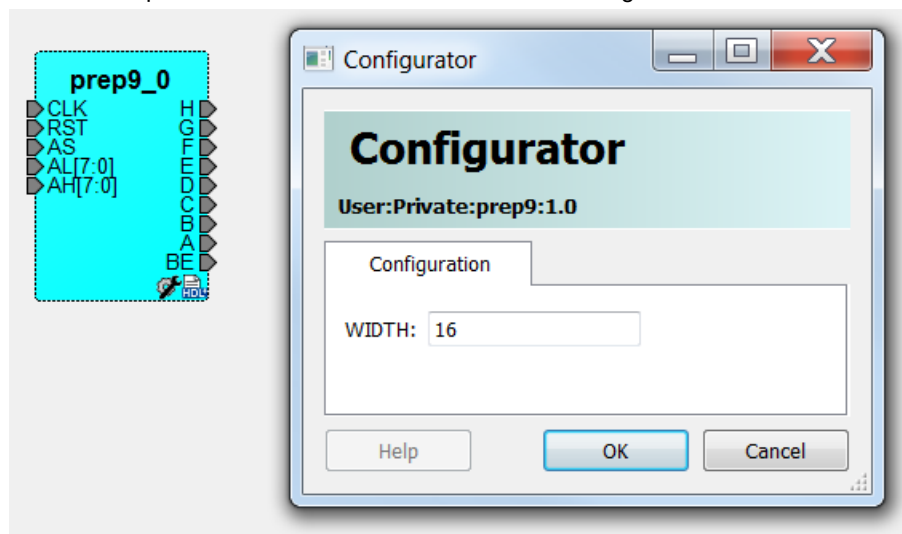 prep9_0
CLK H
RST G
AS F
AL[7:0] E
AH[7:0] D
C
B
A
BE
HDL
Configurator
Configurator
User:Private:prep9:1.0
Configuration
WIDTH: 16
Help OK Cancel